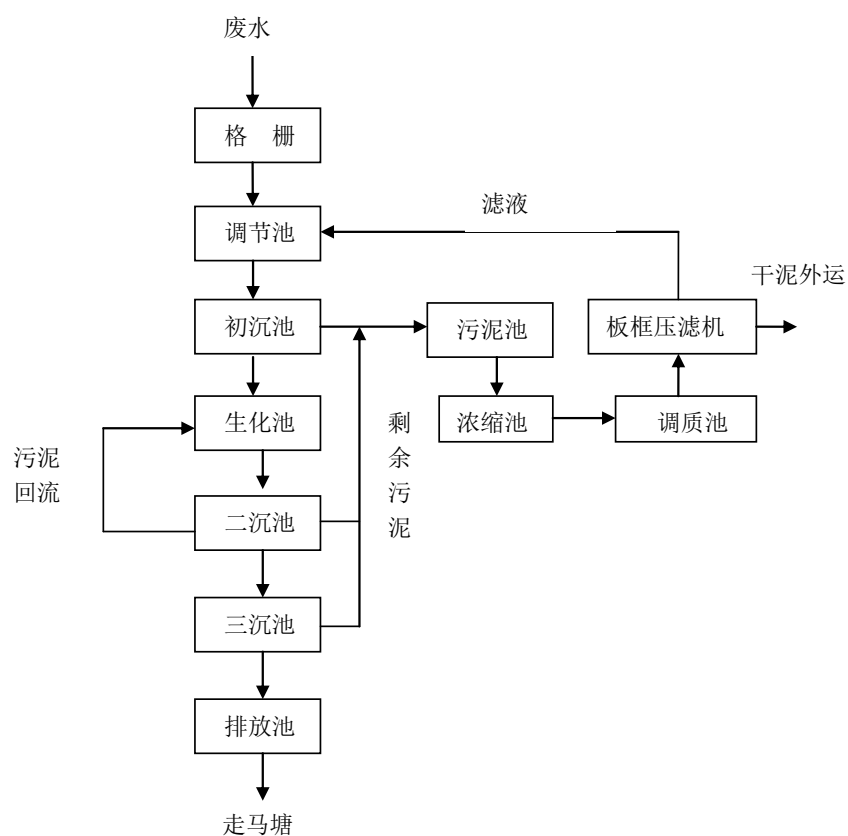 废水
格 栅
滤液
调节池
干泥外运
初沉池
污泥池
板框压滤机
生化池
浓缩池
调质池
剩
余
污
泥
污泥
回流
二沉池
三沉池
排放池
走马塘